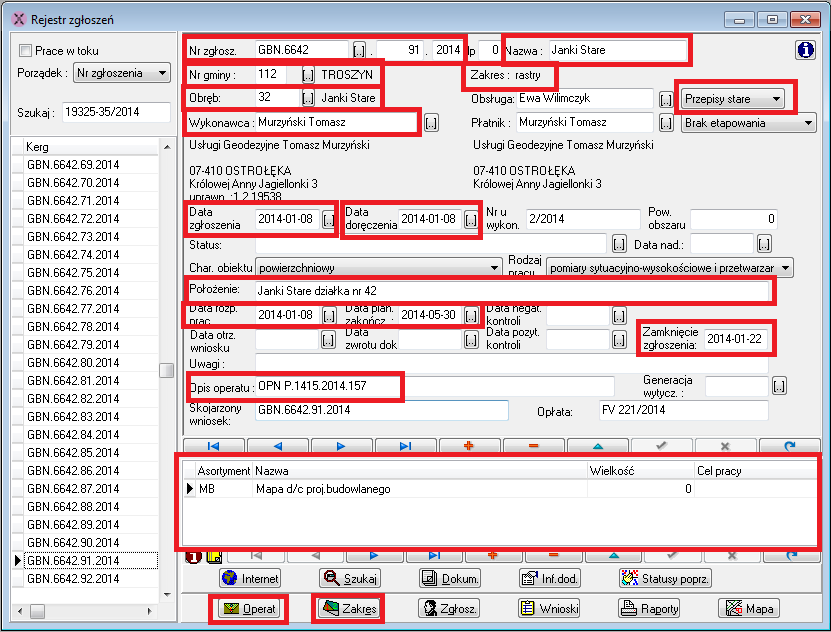 Rejestr zgłoszeń
Prace w toku
Porządek : Nr zgłoszenia
Szukaj : 19325-35/2014
Kerg
GBN.6642.69.2014
GBN.6642.70.2014
GBN.6642.71.2014
GBN.6642.72.2014
GBN.6642.73.2014
GBN.6642.74.2014
GBN.6642.75.2014
GBN.6642.76.2014
GBN.6642.77.2014
GBN.6642.78.2014
GBN.6642.79.2014
GBN.6642.80.2014
GBN.6642.81.2014
GBN.6642.82.2014
GBN.6642.83.2014
GBN.6642.84.2014
GBN.6642.85.2014
GBN.6642.86.2014
GBN.6642.87.2014
GBN.6642.88.2014
GBN.6642.89.2014
GBN.6642.90.2014
GBN.6642.91.2014
GBN.6642.92.2014
Nr zgłosz. GBN.6642 [..] . 91 . 2014 lp 0 Nazwa : Janki Stare
Nr gminy : 112 [..] TROSZYN Zakres : rastry
Obręb: 32 [..] Janki Stare Obsługa: Ewa Wilimczyk [..] Przepisy stare
Wykonawca: Murzyński Tomasz [..] Płatnik : Murzyński Tomasz [..] Brak etapowania
Usługi Geodezyjne Tomasz Murzyński Usługi Geodezyjne Tomasz Murzyński
07-410 OSTROŁĘKA 07-410 OSTROŁĘKA
Królowej Anny Jagiellonki 3 Królowej Anny Jagiellonki 3
uprawn. :1.2.19538
Data zgłoszenia 2014-01-08 [..] Data doręczenia 2014-01-08 [..] Nr u wykon. 2/2014 Pow. obszaru 0
Status: [..] Data nad.: [..]
Char. obiektu powierzchniowy Rodzaj pracy pomiary sytuacyjno-wysokościowe i przetwarzar
Położenie: Janki Stare działka nr 42
Data rozp. prac 2014-01-08 [..] Data plan. zakończ.: 2014-05-30 [..] Data negat. kontroli [..]
Data otrz. wniosku [..] Data zwrotu dok [..] Data pozyt. kontroli [..] Zamknięcie zgłoszenia: 2014-01-22
Uwagi :
Opis operatu : OPN P.1415.2014.157 Generacja wytycz. : [..]
Skojarzony wniosek: GBN.6642.91.2014 Opłata: FV 221/2014
Asortyment Nazwa Wielkość Cel pracy
MB Mapa d/c proj.budowlanego 0
Internet Szukaj Dokum. Inf.dod. Statusy poprz.
Operat Zakres Zgłosz. Wnioski Raporty Mapa